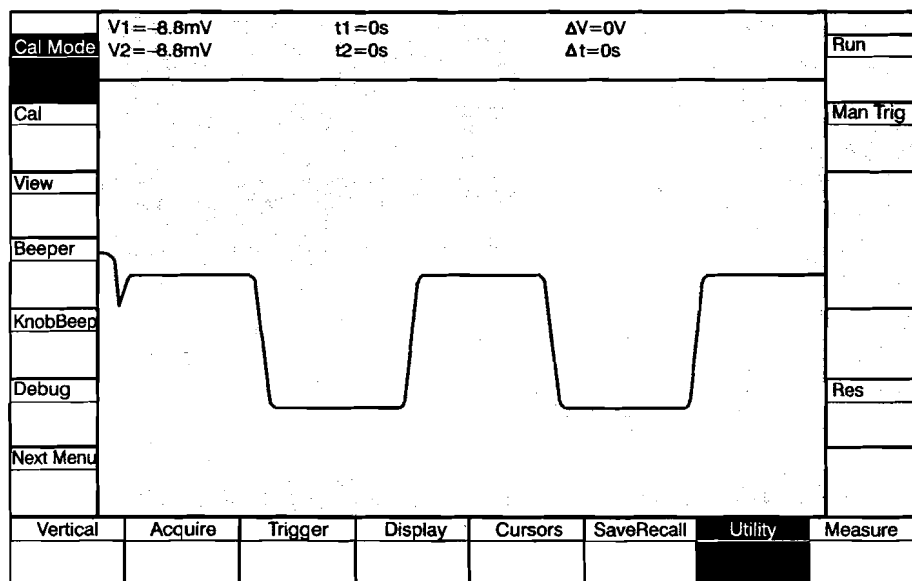 V1=-8.8mV t1=0s ΔV=0V
V2=-8.8mV t2=0s Δt=0s
Cal Mode
Cal
View
Beeper
KnobBeep
Debug
Next Menu
Run
Man Trig
Res
Vertical Acquire Trigger Display Cursors SaveRecall Utility Measure